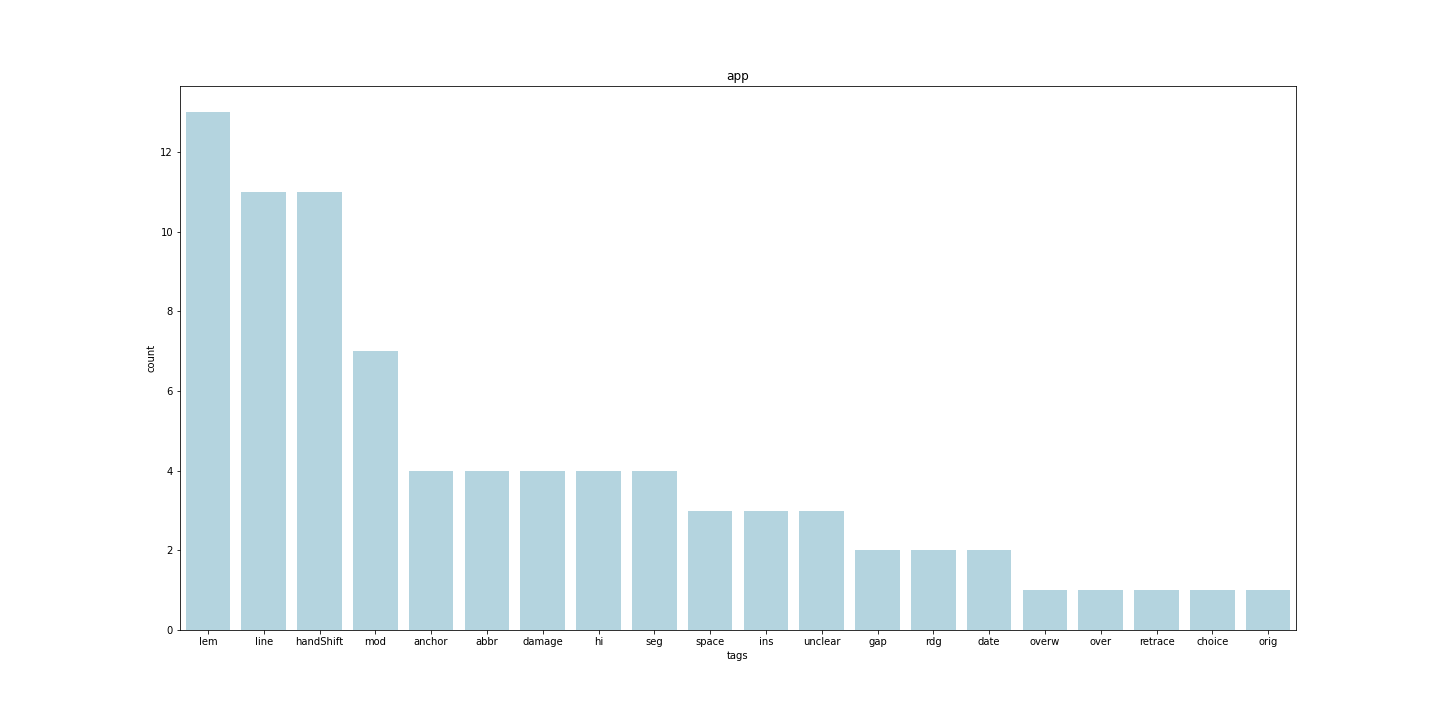 app
12
10
8
6
4
2
0
count
lem line handShift mod anchor abbr damage hi seg space ins unclear gap rdg date overw over retrace choice orig
tags